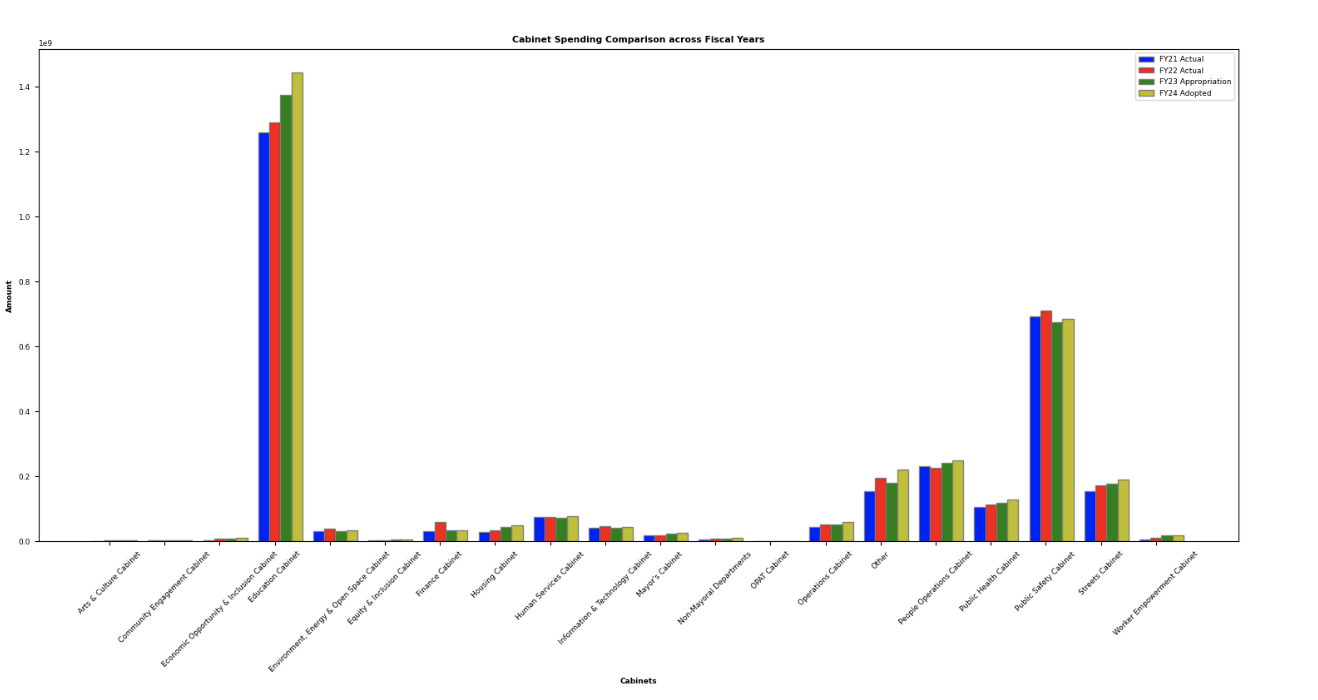 Cabinet Spending Comparison across Fiscal Years
1e9
FY21 Actual
FY22 Actual
FY23 Appropriation
FY24 Adopted
1.4
1.2
1.0
0.8
0.6
0.4
0.2
0.0
Amount
Arts & Culture Cabinet
Community Engagement Cabinet
Economic Opportunity & Inclusion Cabinet
Education Cabinet
Environment, Energy & Open Space Cabinet
Equity & Inclusion Cabinet
Finance Cabinet
Housing Cabinet
Human Services Cabinet
Information & Technology Cabinet
Mayor's Cabinet
Non-Mayoral Departments
OPAT Cabinet
Operations Cabinet
Other
People Operations Cabinet
Public Health Cabinet
Public Safety Cabinet
Streets Cabinet
Worker Empowerment Cabinet
Cabinets